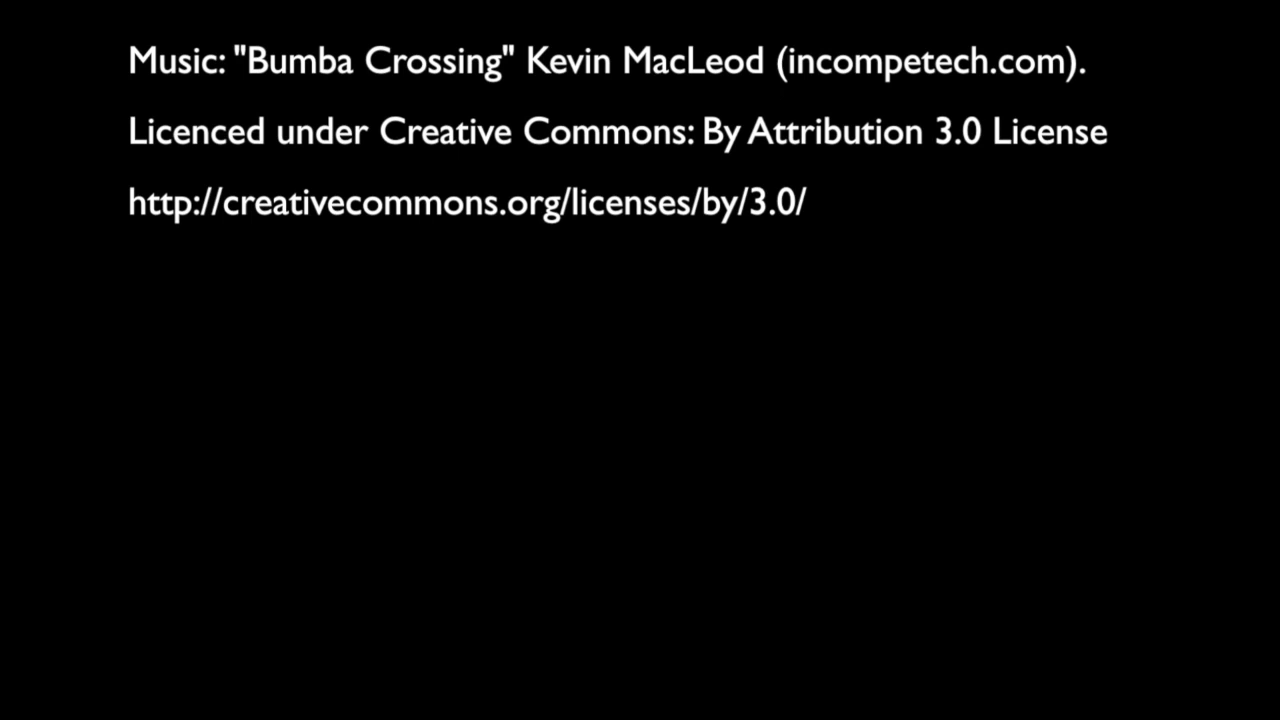 Music: "Bumba Crossing" Kevin MacLeod (incompetech.com).
Licenced under Creative Commons: By Attribution 3.0 License
http://creativecommons.org/licenses/by/3.0/